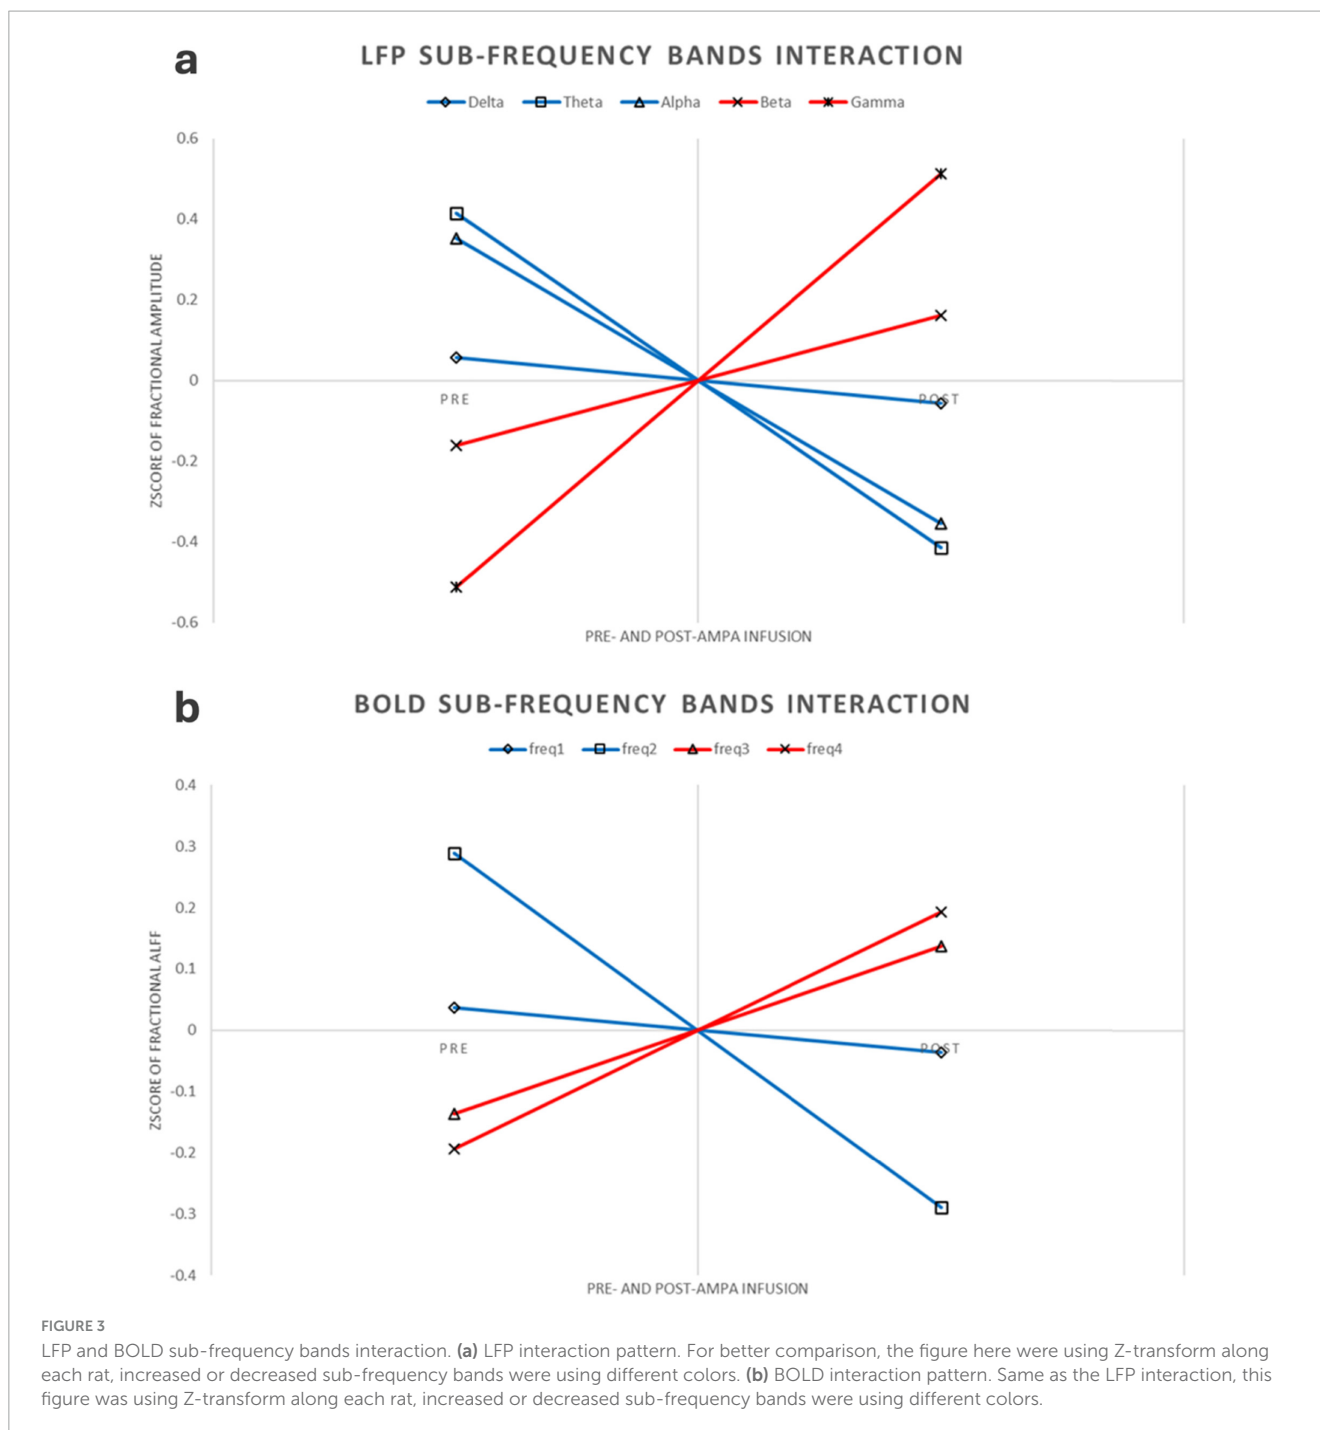 a
LFP SUB-FREQUENCY BANDS INTERACTION
Delta Theta Alpha Beta Gamma
0.6
0.4
0.2
0
-0.2
-0.4
-0.6
ZSCORE OF FRACTIONAL AMPLITUDE
PRE POST
PRE- AND POST-AMPA INFUSION
b
BOLD SUB-FREQUENCY BANDS INTERACTION
freq1 freq2 freq3 freq4
0.4
0.3
0.2
0.1
0
-0.1
-0.2
-0.3
-0.4
ZSCORE OF FRACTIONAL ALFF
PRE POST
PRE- AND POST-AMPA INFUSION
FIGURE 3
LFP and BOLD sub-frequency bands interaction. (a) LFP interaction pattern. For better comparison, the figure here were using Z-transform along
each rat, increased or decreased sub-frequency bands were using different colors. (b) BOLD interaction pattern. Same as the LFP interaction, this
figure was using Z-transform along each rat, increased or decreased sub-frequency bands were using different colors.